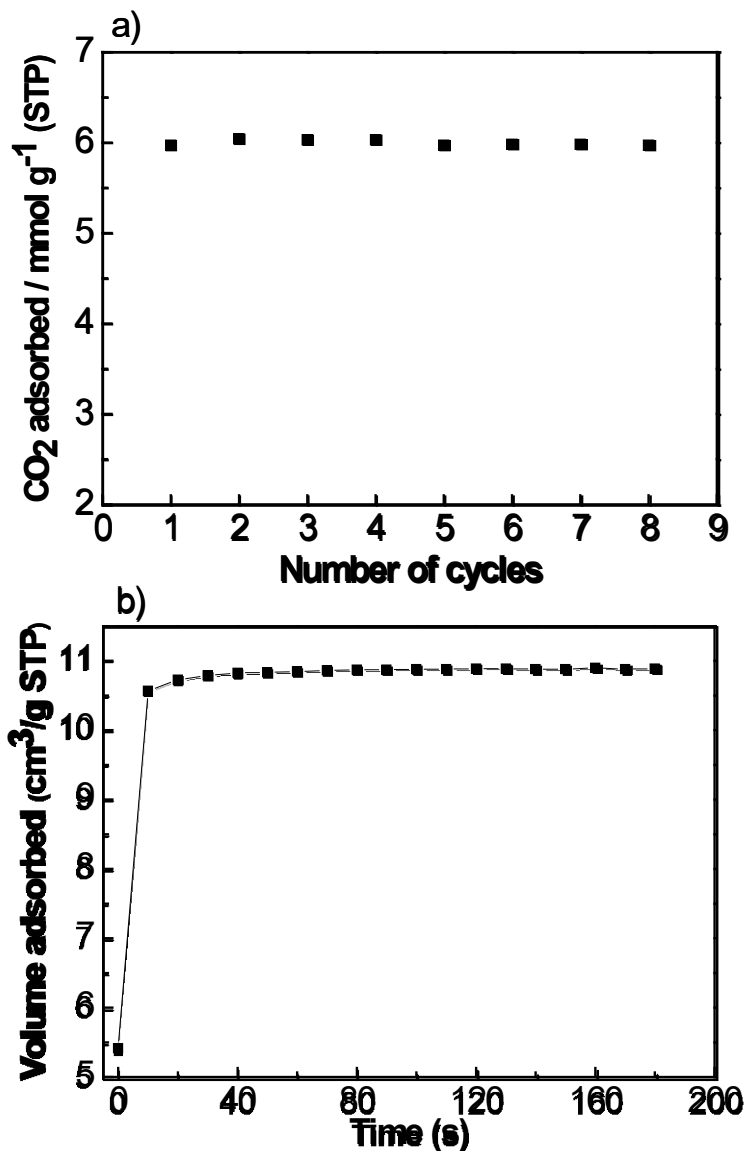 a)
CO2 adsorbed / mmol g-1 (STP)
7
6
5
4
3
2
0 1 2 3 4 5 6 7 8 9
Number of cycles
b)
Volume adsorbed (cm3/g STP)
11
10
9
8
7
6
5
0 40 80 120 160 200
Time (s)